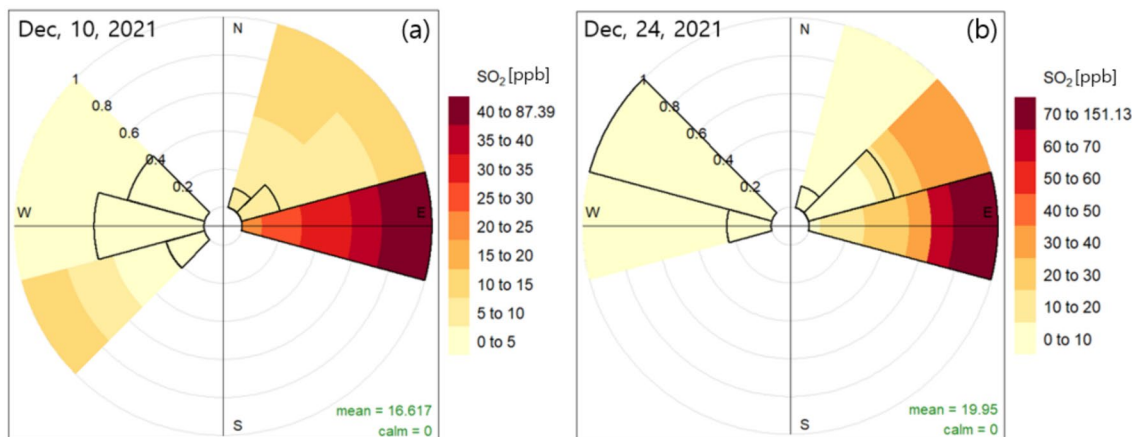 Dec, 10, 2021
N
(a)
1
0.8
0.6
0.4
0.2
W
E
S
mean = 16.617
calm = 0
SO₂ [ppb]
40 to 87.39
35 to 40
30 to 35
25 to 30
20 to 25
15 to 20
10 to 15
5 to 10
0 to 5
Dec, 24, 2021
N
(b)
1
0.8
0.6
0.4
0.2
W
E
S
mean = 19.95
calm = 0
SO₂ [ppb]
70 to 151.13
60 to 70
50 to 60
40 to 50
30 to 40
20 to 30
10 to 20
0 to 10